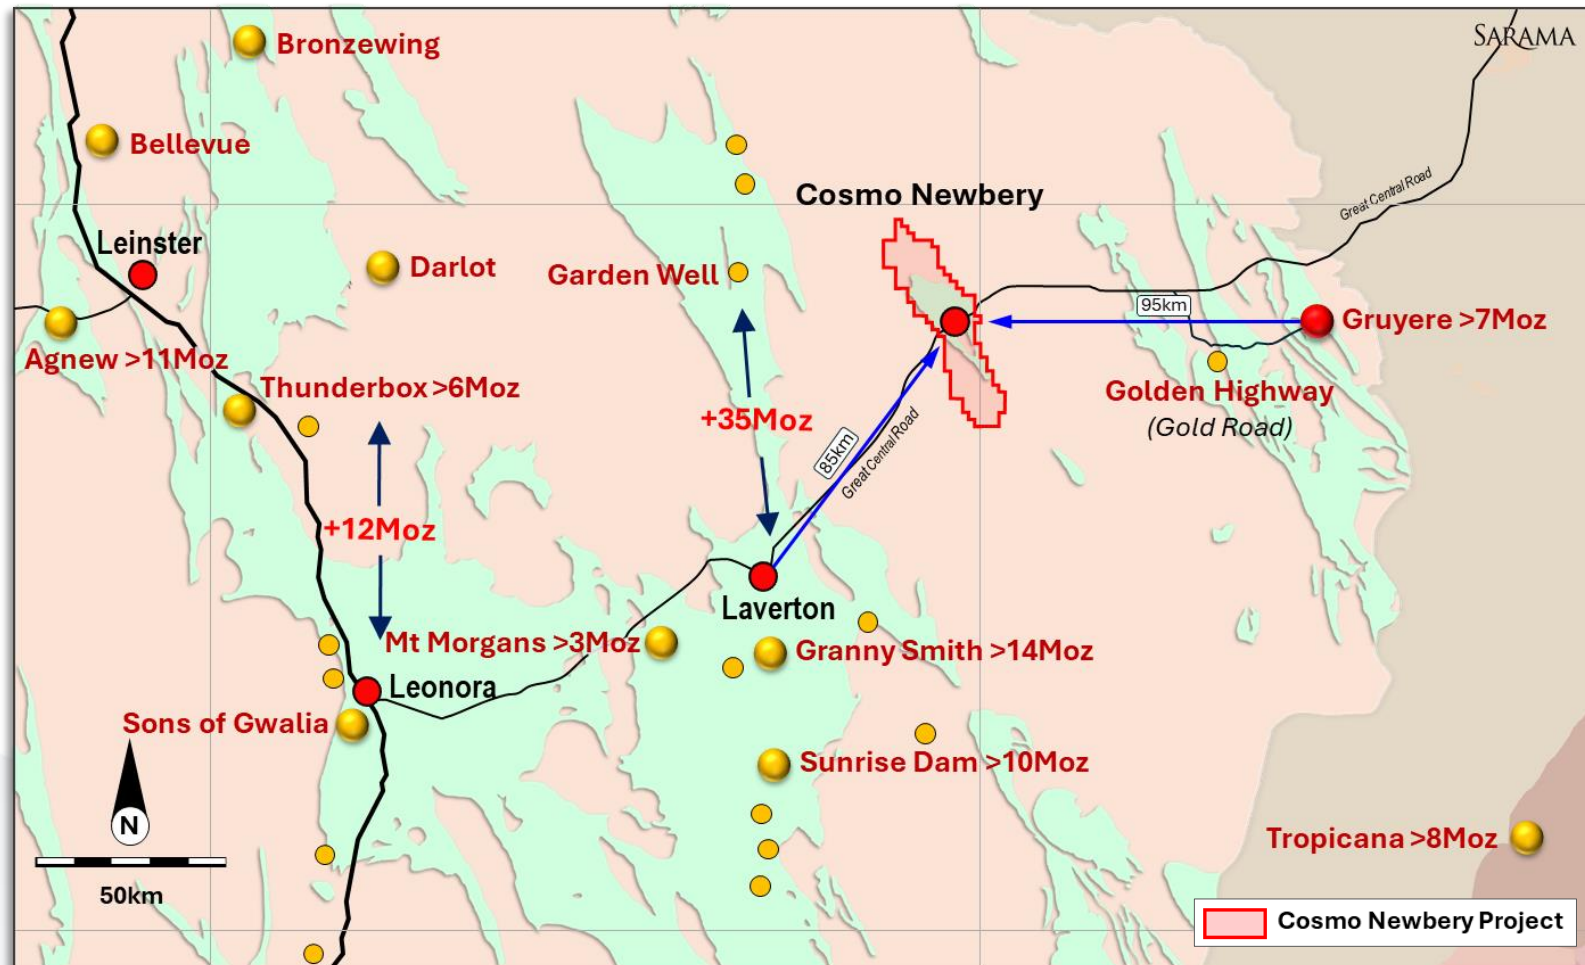 SARAMA
Bronzewing
Bellevue
Cosmo Newbery
Great Central Road
Leinster
Darlot
Garden Well
95km
Gruyere >7Moz
Agnew >11Moz
Thunderbox >6Moz
Golden Highway
(Gold Road)
+35Moz
85km
Great Central Road
+12Moz
Laverton
Mt Morgans >3Moz
Granny Smith >14Moz
Leonora
Sons of Gwalia
Sunrise Dam >10Moz
N
Tropicana >8Moz
50km
Cosmo Newbery Project